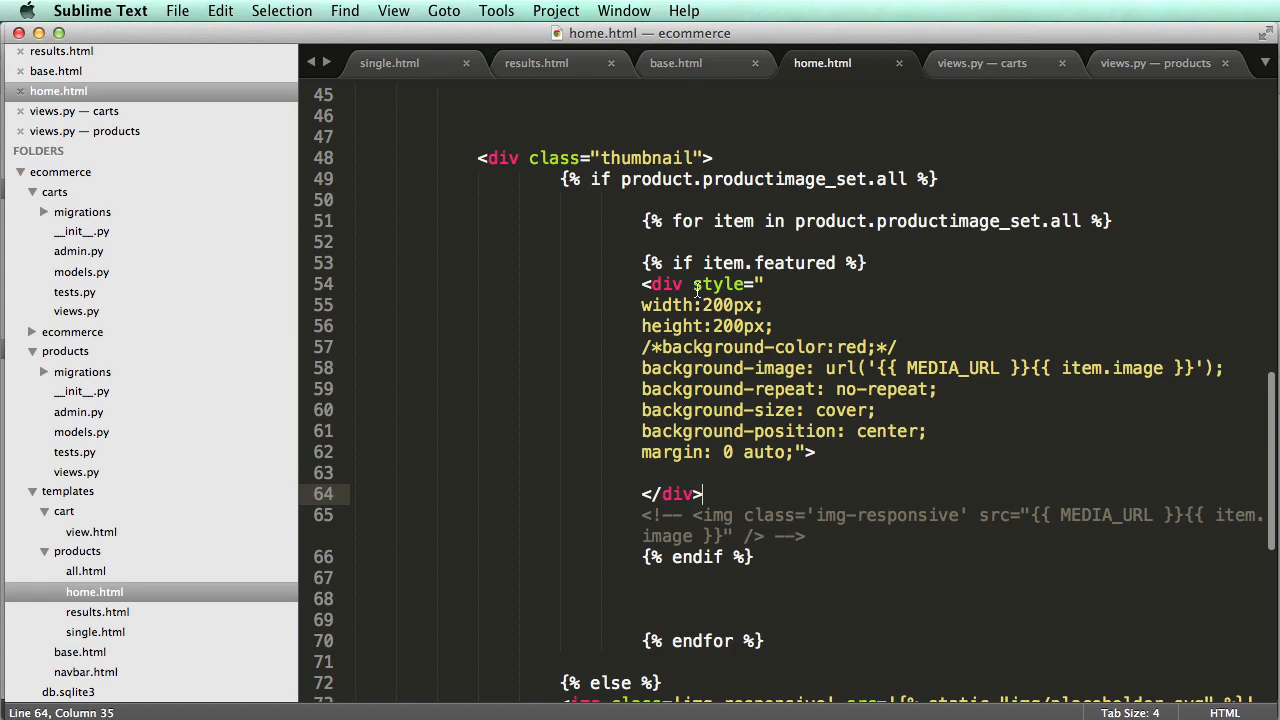 Sublime Text File Edit Selection Find View Goto Tools Project Window Help
home.html — ecommerce
results.html
base.html
home.html
views.py — carts
views.py — products
FOLDERS
ecommerce
carts
migrations
__init__.py
admin.py
models.py
tests.py
views.py
ecommerce
products
migrations
__init__.py
admin.py
models.py
tests.py
views.py
templates
cart
view.html
products
all.html
home.html
results.html
single.html
base.html
navbar.html
db.sqlite3
single.html results.html base.html home.html views.py — carts views.py — products
45
46
47
48 <div class="thumbnail">
49 {% if product.productimage_set.all %}
50
51 {% for item in product.productimage_set.all %}
52
53 {% if item.featured %}
54 <div style="
55 width:200px;
56 height:200px;
57 /*background-color:red;*/
58 background-image: url('{{ MEDIA_URL }}{{ item.image }}');
59 background-repeat: no-repeat;
60 background-size: cover;
61 background-position: center;
62 margin: 0 auto;">
63
64 </div>
65 <!-- <img class='img-responsive' src="{{ MEDIA_URL }}{{ item.
image }}" /> -->
66 {% endif %}
67
68
69
70 {% endfor %}
71
72 {% else %}
Line 64, Column 35 Tab Size: 4 HTML